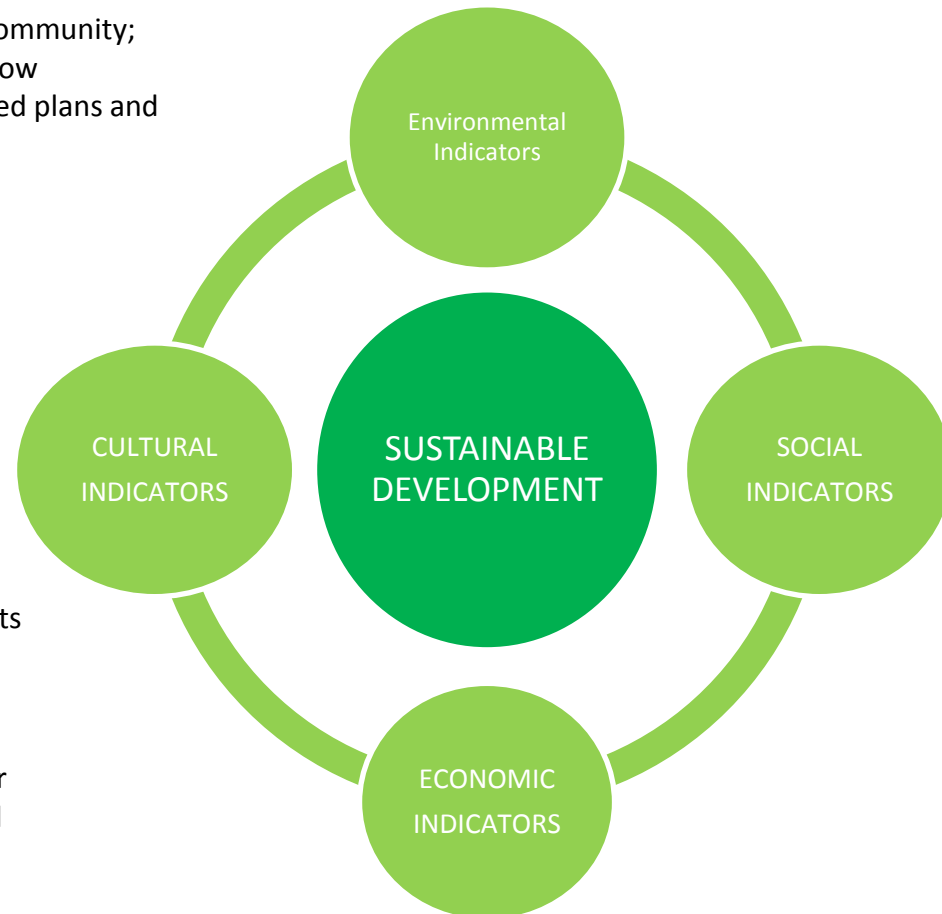 ommunity;
ow
ed plans and
ts
r
Environmental
Indicators
CULTURAL
INDICATORS
SUSTAINABLE
DEVELOPMENT
SOCIAL
INDICATORS
ECONOMIC
INDICATORS